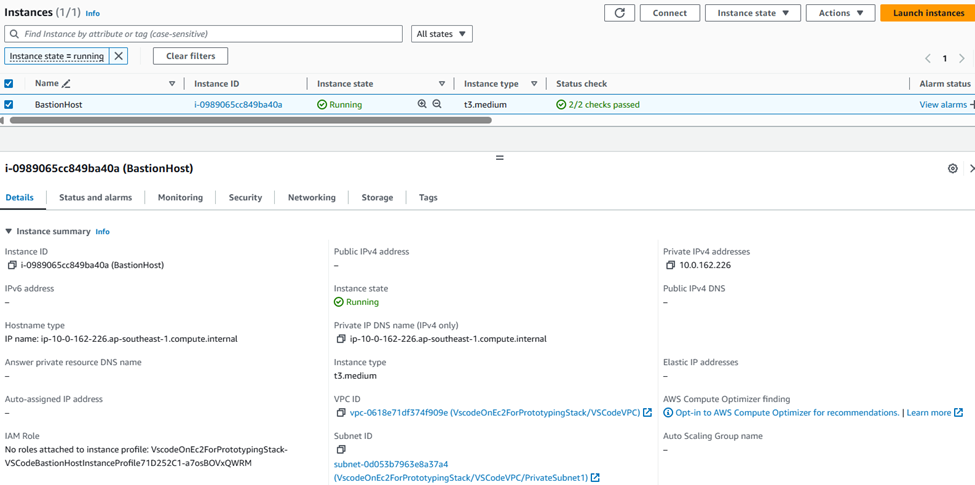 Instances (1/1) Info
Connect
Instance state
Actions
Launch instances
Find Instance by attribute or tag (case-sensitive)
All states
Instance state = running
Clear filters
1
Name
Instance ID
Instance state
Instance type
Status check
Alarm status
BastionHost
i-0989065cc849ba40a
Running
t3.medium
2/2 checks passed
View alarms
i-0989065cc849ba40a (BastionHost)
Details
Status and alarms
Monitoring
Security
Networking
Storage
Tags
Instance summary Info
Instance ID
i-0989065cc849ba40a (BastionHost)
Public IPv4 address
–
Private IPv4 addresses
10.0.162.226
IPv6 address
–
Instance state
Running
Public IPv4 DNS
–
Hostname type
IP name: ip-10-0-162-226.ap-southeast-1.compute.internal
Private IP DNS name (IPv4 only)
ip-10-0-162-226.ap-southeast-1.compute.internal
Answer private resource DNS name
–
Instance type
t3.medium
Elastic IP addresses
–
Auto-assigned IP address
–
VPC ID
vpc-0618e71df374f909e (VscodeOnEc2ForPrototypingStack/VSCodeVPC)
AWS Compute Optimizer finding
Opt-in to AWS Compute Optimizer for recommendations. | Learn more
IAM Role
No roles attached to instance profile: VscodeOnEc2ForPrototypingStack-
VSCodeBastionHostInstanceProfile71D252C1-a7osBOVxQWRM
Subnet ID
subnet-0d053b7963e8a37a4
(VscodeOnEc2ForPrototypingStack/VSCodeVPC/PrivateSubnet1)
Auto Scaling Group name
–